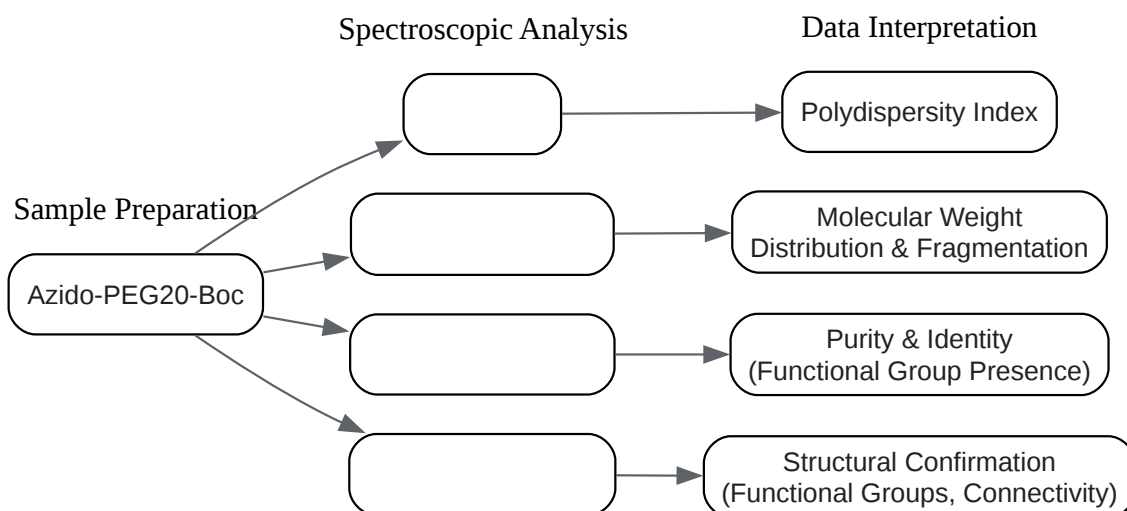 Spectroscopic Analysis
Data Interpretation
Polydispersity Index
Sample Preparation
Molecular Weight
Distribution & Fragmentation
Azido-PEG20-Boc
Purity & Identity
(Functional Group Presence)
Structural Confirmation
(Functional Groups, Connectivity)